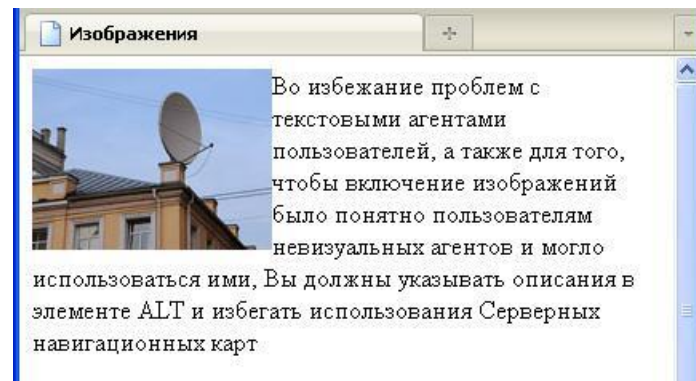 Изображения
Во избежание проблем с
текстовыми агентами
пользователей, а также для того,
чтобы включение изображений
было понятно пользователям
невизуальных агентов и могло
использоваться ими, Вы должны указывать описания в
элементе ALT и избегать использования Серверных
навигационных карт